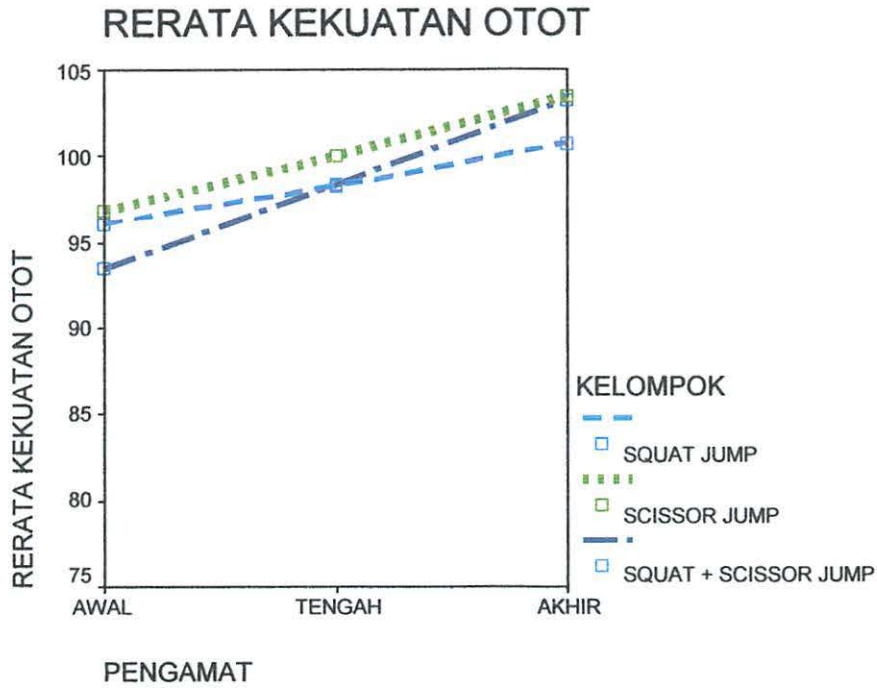 RERATA KEKUATAN OTOT
RERATA KEKUATAN OTOT
105
100
95
90
85
80
75
AWAL
TENGAH
AKHIR
PENGAMAT
KELOMPOK
SQUAT JUMP
SCISSOR JUMP
SQUAT + SCISSOR JUMP